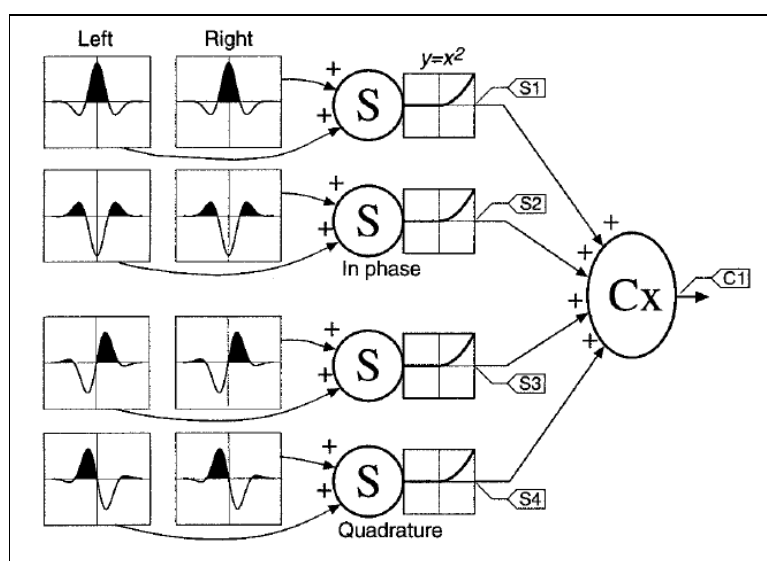 Left Right
y=x²
+
+
S
S1
+
+
S
S2
In phase
+
+
+
+
Cx
C1
+
+
S
S3
+
+
S
S4
Quadrature